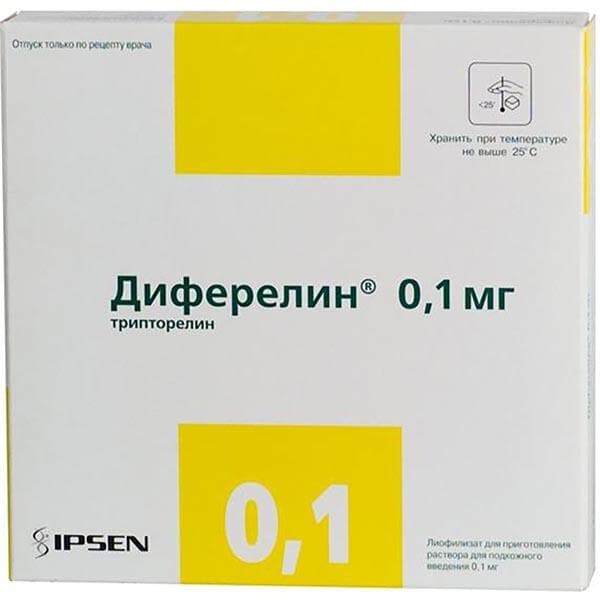 Отпуск только по рецепту врача
<25°
Хранить при температуре
не выше 25°С
Диферелин® 0,1 мг
трипторелин
0,1
IPSEN
Лиофилизат для приготовления
раствора для подкожного
введения 0,1 мг